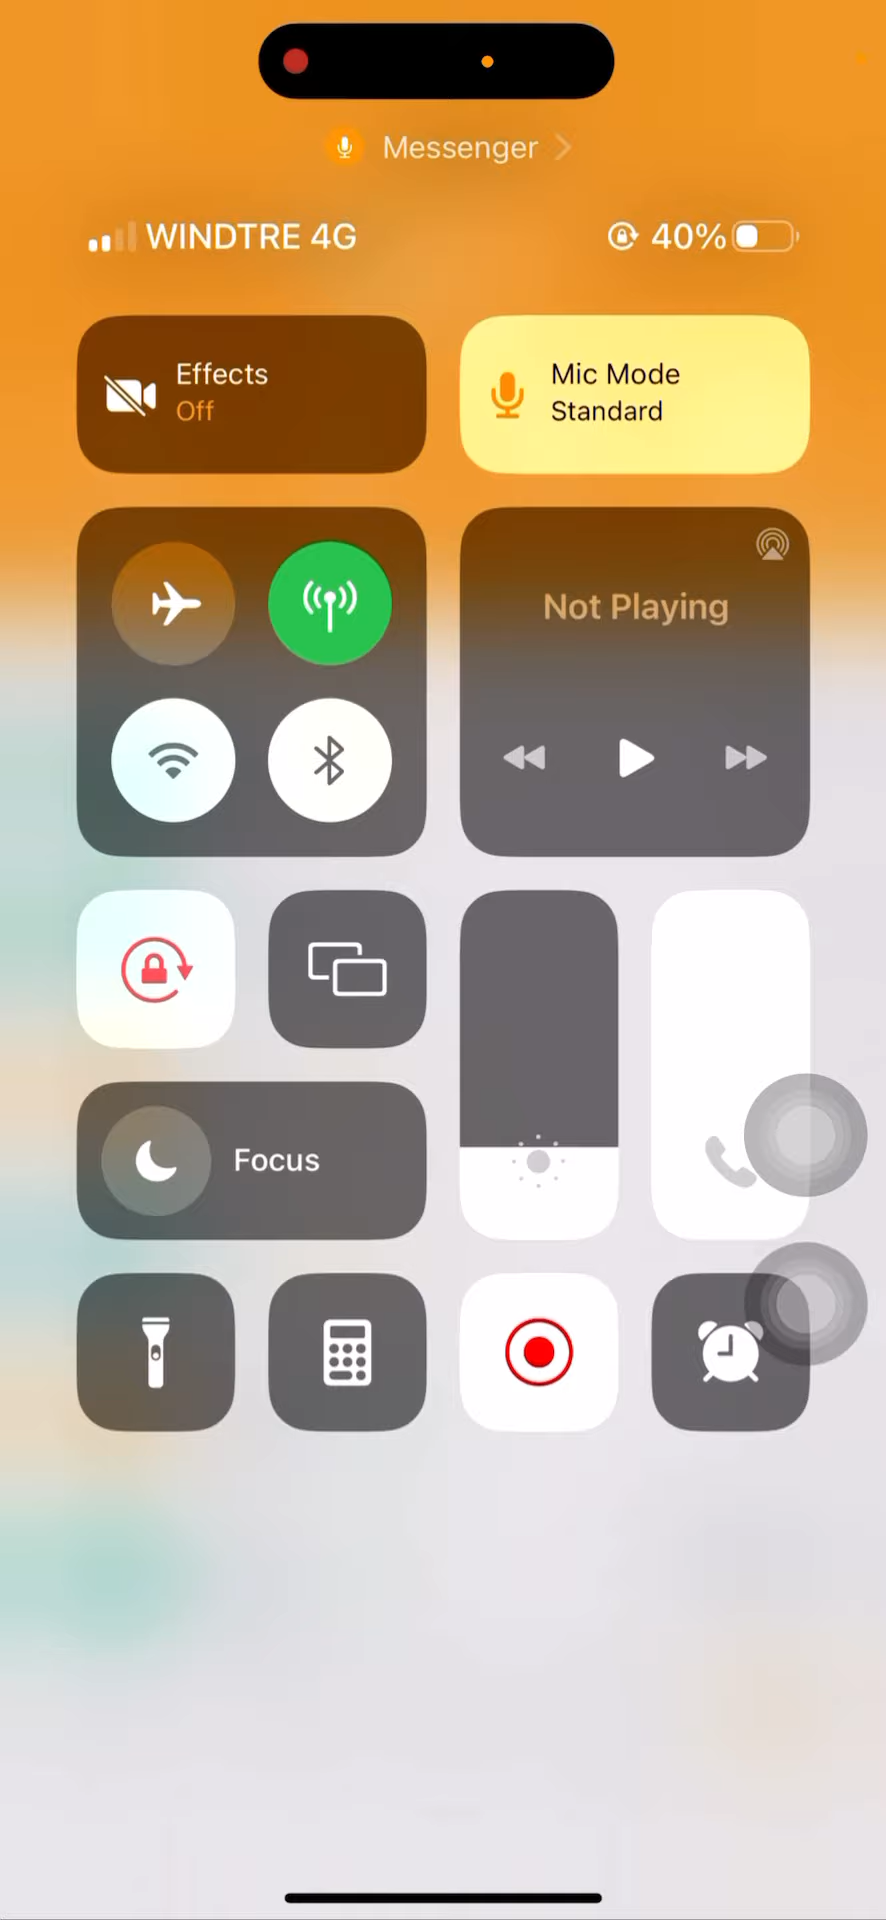 Messenger
WINDTRE 4G
40%
Effects
Off
Mic Mode
Standard
Not Playing
Focus